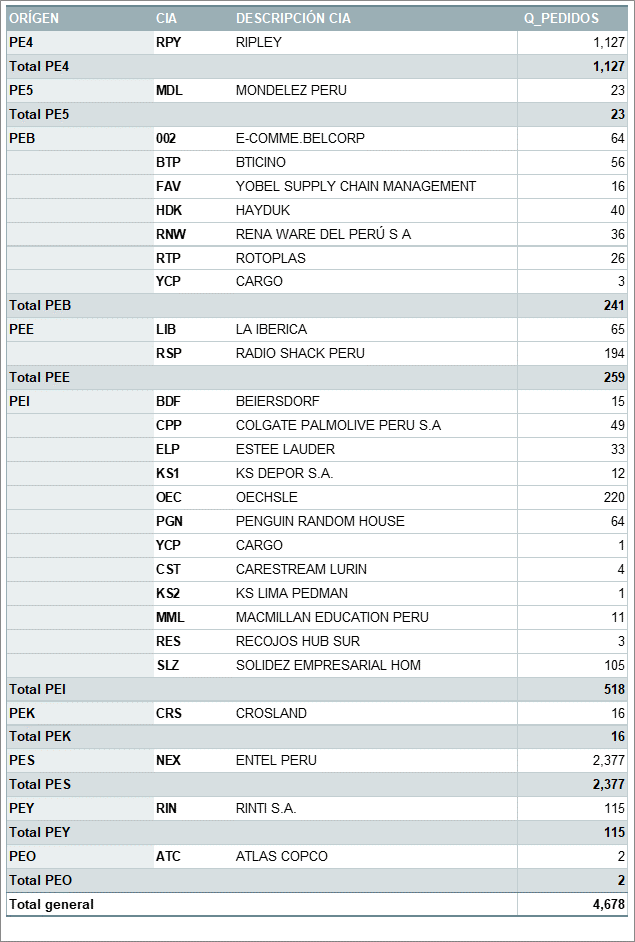 ORÍGEN CIA DESCRIPCIÓN CIA Q_PEDIDOS
PE4 RPY RIPLEY 1,127
Total PE4 1,127
PE5 MDL MONDELEZ PERU 23
Total PE5 23
PEB 002 E-COMME.BELCORP 64
BTP BTICINO 56
FAV YOBEL SUPPLY CHAIN MANAGEMENT 16
HDK HAYDUK 40
RNW RENA WARE DEL PERÚ S A 36
RTP ROTOPLAS 26
YCP CARGO 3
Total PEB 241
PEE LIB LA IBERICA 65
RSP RADIO SHACK PERU 194
Total PEE 259
PEI BDF BEIERSDORF 15
CPP COLGATE PALMOLIVE PERU S.A 49
ELP ESTEE LAUDER 33
KS1 KS DEPOR S.A. 12
OEC OECHSLE 220
PGN PENGUIN RANDOM HOUSE 64
YCP CARGO 1
CST CARESTREAM LURIN 4
KS2 KS LIMA PEDMAN 1
MML MACMILLAN EDUCATION PERU 11
RES RECOJOS HUB SUR 3
SLZ SOLIDEZ EMPRESARIAL HOM 105
Total PEI 518
PEK CRS CROSLAND 16
Total PEK 16
PES NEX ENTEL PERU 2,377
Total PES 2,377
PEY RIN RINTI S.A. 115
Total PEY 115
PEO ATC ATLAS COPCO 2
Total PEO 2
Total general 4,678